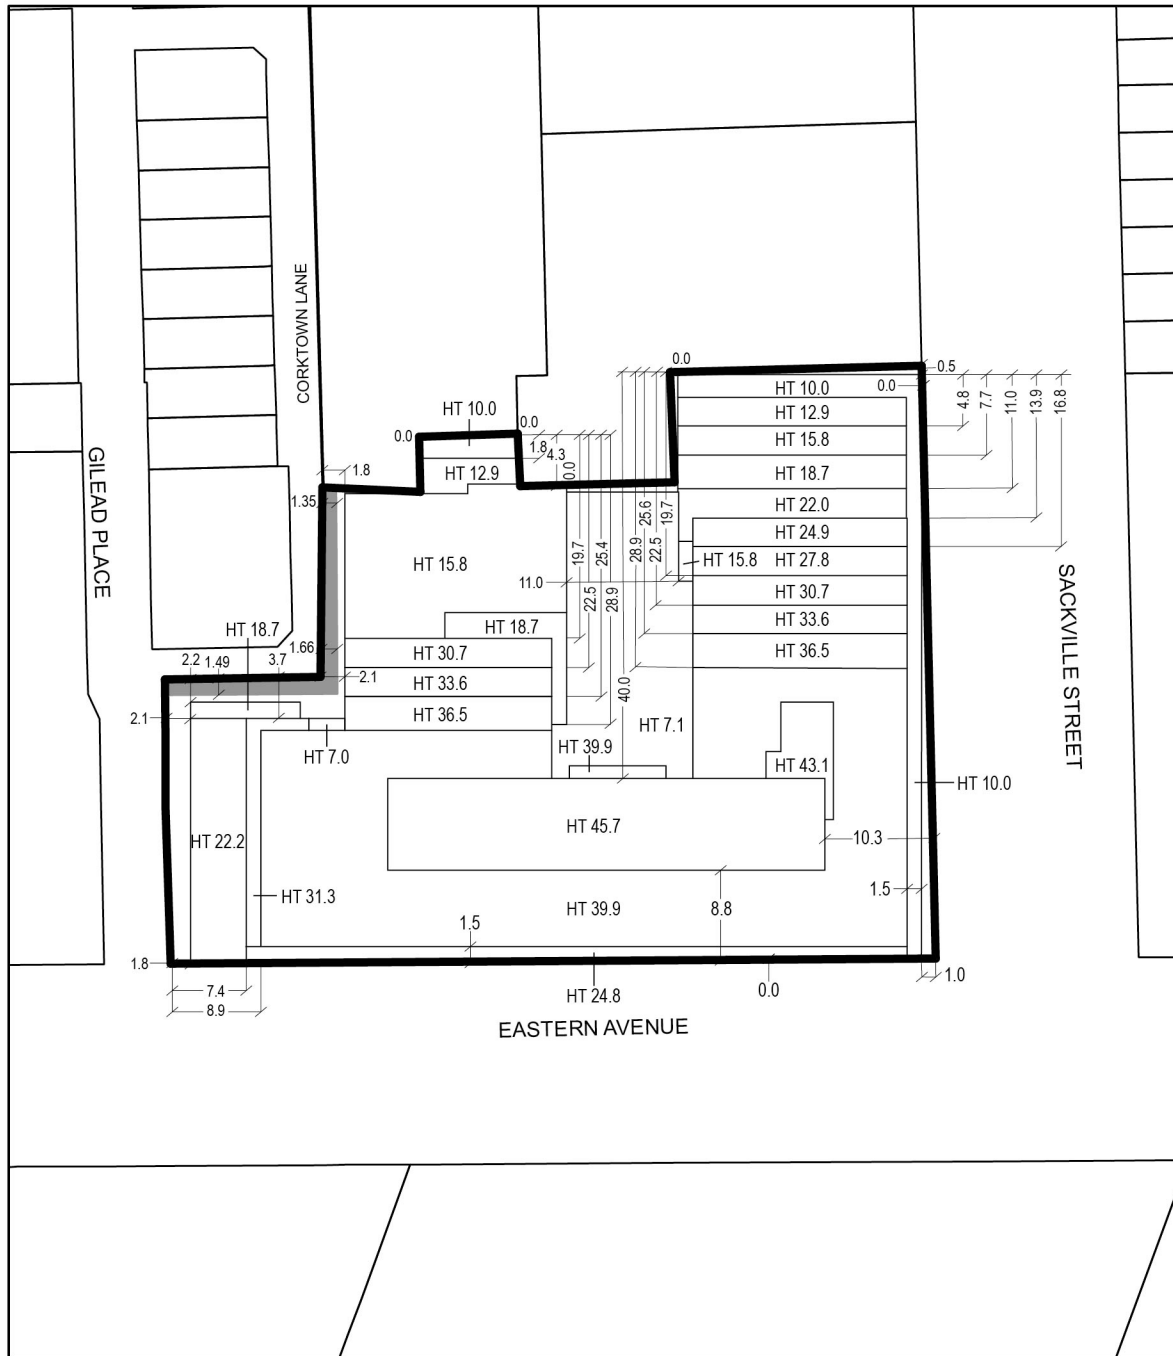 CORKTOWN LANE
GILEAD PLACE
SACKVILLE STREET
EASTERN AVENUE
0.0
0.5
HT 10.0
0.0
4.8
7.7
11.0
13.9
16.8
HT 10.0
HT 12.9
HT 15.8
HT 18.7
HT 22.0
HT 24.9
HT 27.8
HT 30.7
HT 33.6
HT 36.5
0.0
0.0
1.8
4.3
0.0
HT 12.9
1.8
1.35
HT 15.8
11.0
19.7
22.5
25.4
28.9
40.0
28.9
25.6
22.5
19.7
HT 15.8
HT 18.7
HT 18.7
1.66
2.2
1.49
3.7
2.1
2.1
HT 30.7
HT 33.6
HT 36.5
HT 7.0
HT 7.1
HT 39.9
HT 43.1
HT 10.0
HT 45.7
HT 22.2
10.3
HT 31.3
HT 39.9
8.8
1.5
1.5
1.8
7.4
8.9
HT 24.8
0.0
1.0